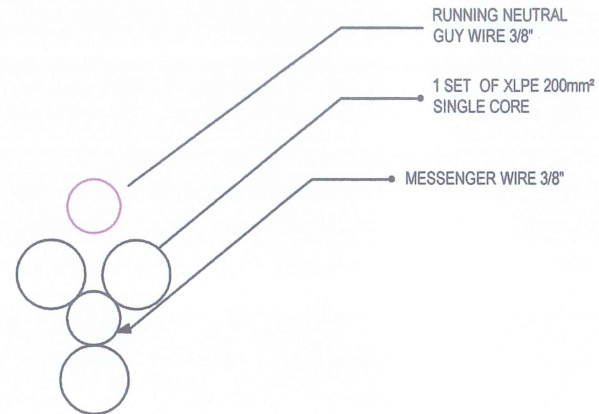 RUNNING NEUTRAL
GUY WIRE 3/8"
1 SET OF XLPE 200mm²
SINGLE CORE
MESSENGER WIRE 3/8"